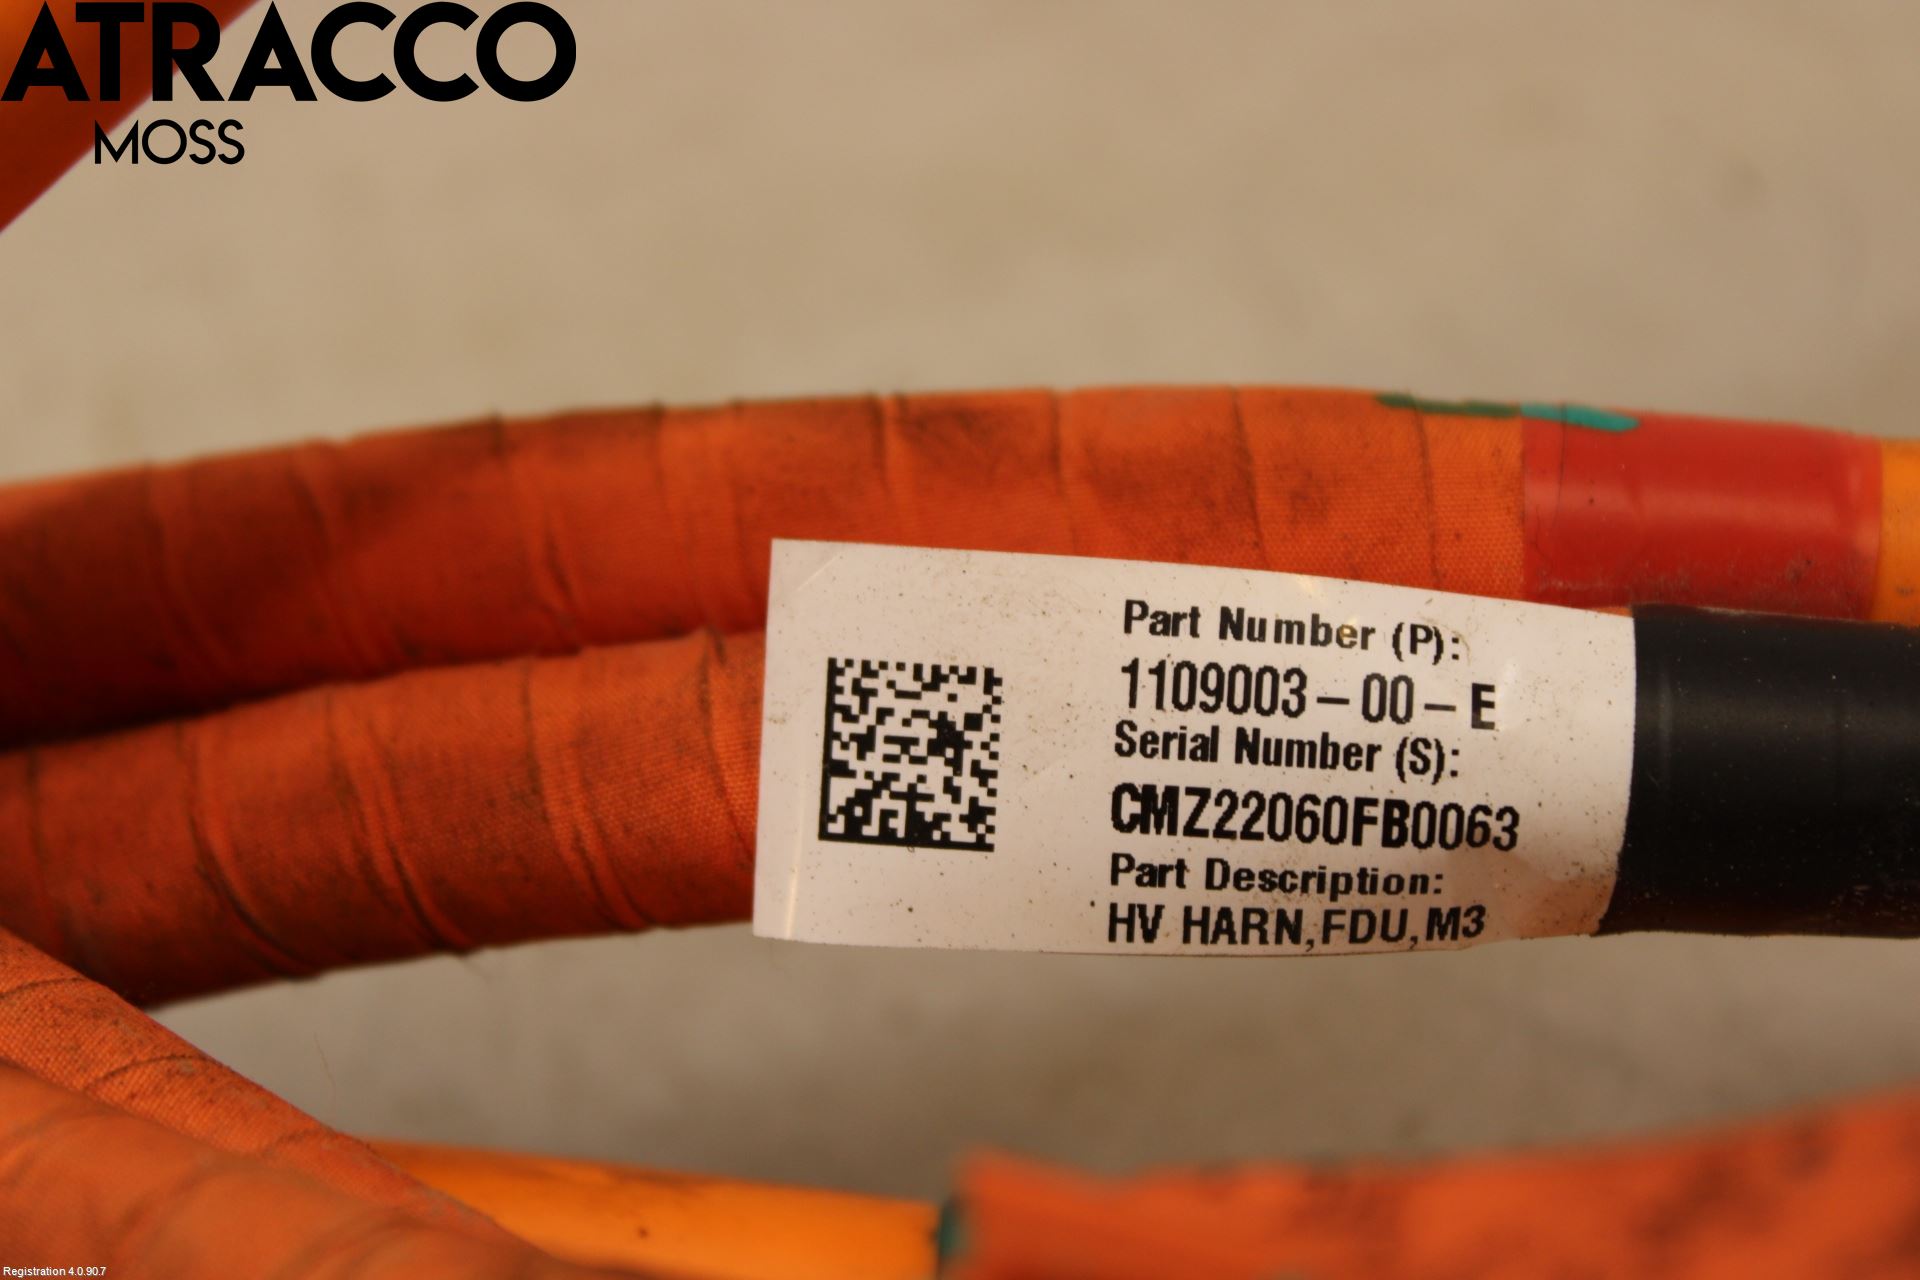 ATRACCO
MOSS
Part Number (P):
1109003-00-E
Serial Number (S):
CMZ22060FB0063
Part Description:
HV HARN,FDU,M3
Registration 4.0.90.7